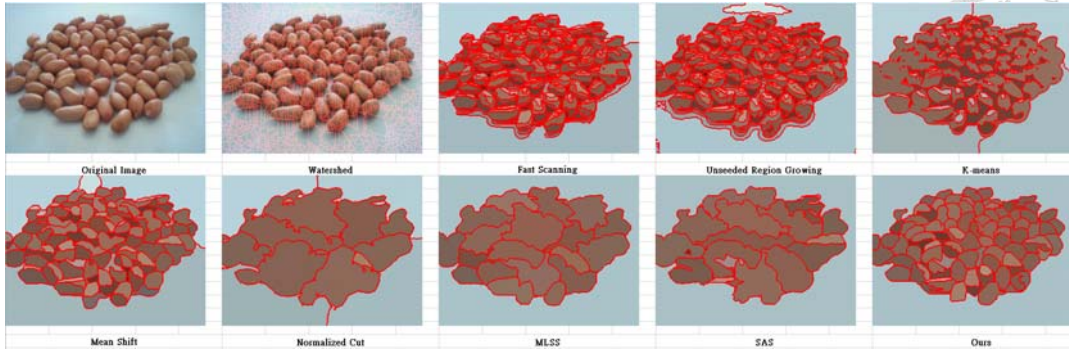 Original Image
Watershed
Fast Scanning
Unseeded Region Growing
K-means
Mean Shift
Normalized Cut
MLSS
SAS
Ours